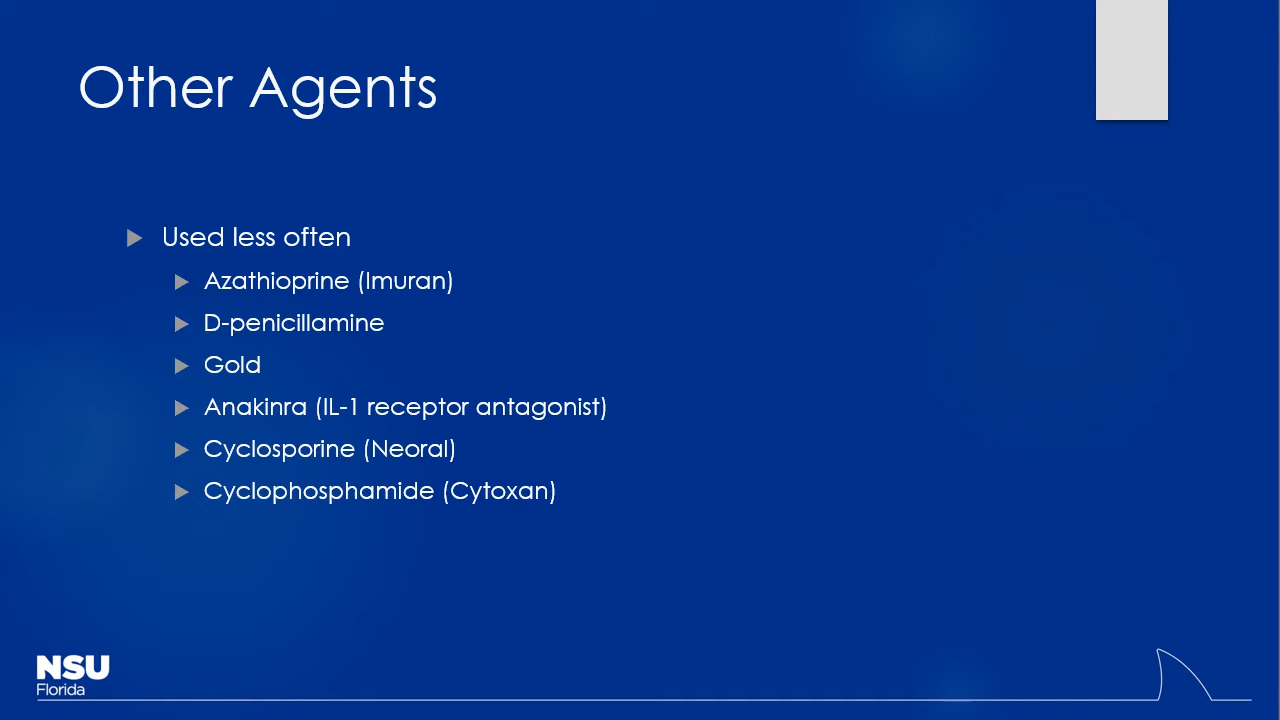 Other Agents
Used less often
Azathioprine (Imuran)
D-penicillamine
Gold
Anakinra (IL-1 receptor antagonist)
Cyclosporine (Neoral)
Cyclophosphamide (Cytoxan)
NSU
Florida